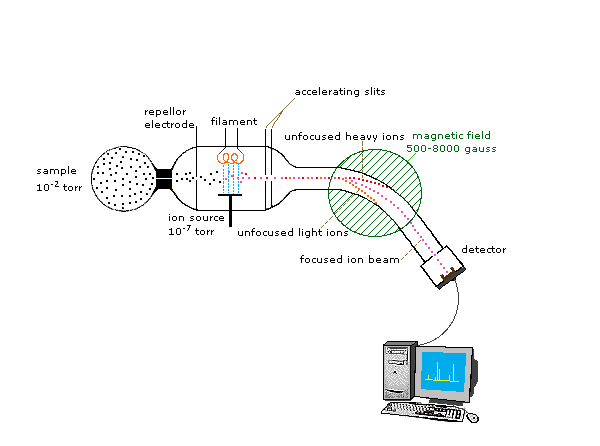 accelerating slits
repellor
electrode
filament
unfocused heavy ions
magnetic field
500-8000 gauss
sample
10⁻² torr
ion source
10⁻⁷ torr
unfocused light ions
focused ion beam
detector